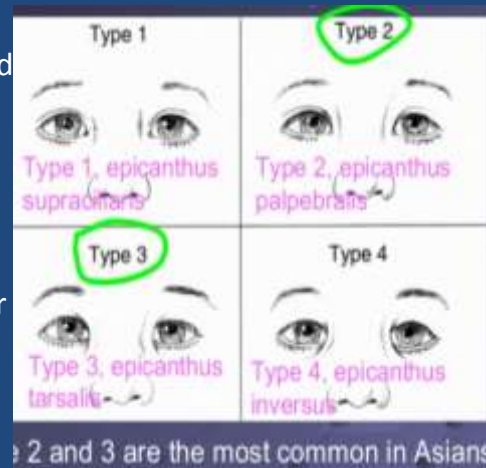 Type 1
Type 2
d
Type 1, epicanthus
supraciliaris
Type 2, epicanthus
palpebralis
Type 3
Type 4
r
Type 3, epicanthus
tarsalis
Type 4, epicanthus
inversus
e 2 and 3 are the most common in Asians